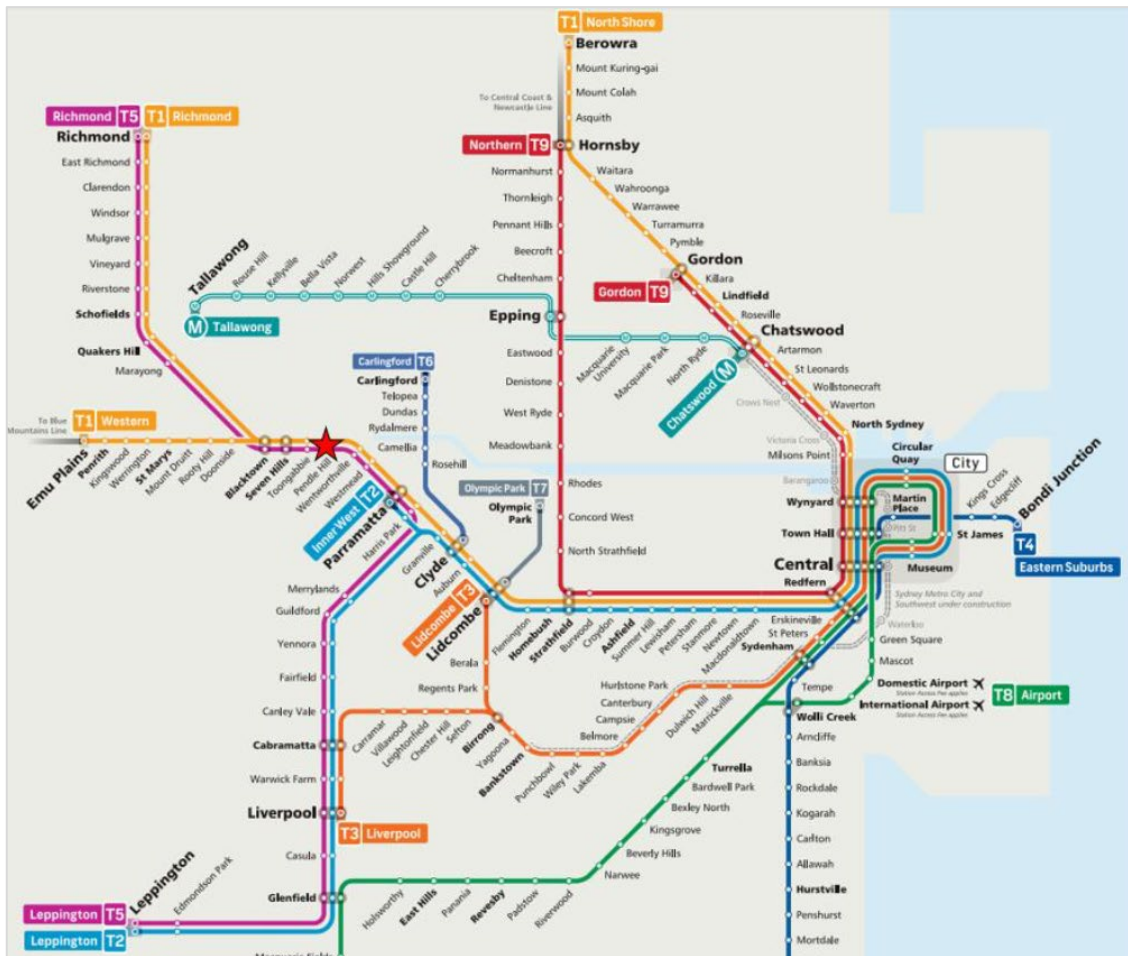 T1 North Shore
Berowra
Mount Kuring-gai
Mount Colah
Asquith
To Central Coast &
Newcastle Line
Northern T9
Hornsby
Normanhurst
Thornleigh
Pennant Hills
Beecroft
Cheltenham
Waitara
Wahroonga
Warrawee
Turramurra
Pymble
Gordon
Gordon T9
Killara
Lindfield
Roseville
Chatswood
Artarmon
St Leonards
Wollstonecraft
Waverton
North Sydney
Richmond T5
T1 Richmond
Richmond
East Richmond
Clarendon
Windsor
Mulgrave
Vineyard
Riverstone
Schofields
Quakers Hill
Marayong
Tallawong
Rouse Hill
Kellyville
Bella Vista
Norwest
Hills Showground
Castle Hill
Cherrybrook
M Tallawong
Epping
Macquarie
University
Macquarie Park
North Ryde
Chatswood M
Crows Nest
Victoria Cross
Barangaroo
Eastwood
Denistone
West Ryde
Meadowbank
Rhodes
Concord West
North Strathfield
Carlingford T6
Carlingford
Telopea
Dundas
Rydalmere
Camellia
Rosehill
Olympic Park T7
Olympic
Park
To Blue
Mountains Line
T1 Western
Emu Plains
Penrith
Kingswood
Werrington
St Marys
Mount Druitt
Rooty Hill
Doonside
Blacktown
Seven Hills
Toongabbie
Pendle Hill
Wentworthville
Westmead
Inner West T2
Parramatta
Harris Park
Granville
Clyde
Auburn
Lidcombe T3
Lidcombe
Flemington
Homebush
Strathfield
Burwood
Croydon
Ashfield
Summer Hill
Lewisham
Petersham
Stanmore
Newtown
Macdonaldtown
Milsons Point
Wynyard
Town Hall
Central
Redfern
Circular
Quay
City
Martin
Place
Pitt St
St James
Museum
Kings Cross
Edgecliff
Bondi Junction
T4
Eastern Suburbs
Sydney Metro City and
Southwest under construction
Waterloo
Erskineville
St Peters
Sydenham
Green Square
Mascot
Domestic Airport
Station Access Fee applies
International Airport
Station Access Fee applies
T8 Airport
Tempe
Wolli Creek
Arncliffe
Banksia
Rockdale
Kogarah
Carlton
Allawah
Hurstville
Penshurst
Mortdale
Merrylands
Guildford
Yennora
Fairfield
Canley Vale
Cabramatta
Warwick Farm
Liverpool
Casula
Glenfield
Berala
Regents Park
Birrong
Carramar
Villawood
Leightonfield
Chester Hill
Sefton
Yagoona
Bankstown
Punchbowl
Wiley Park
Lakemba
Belmore
Campsie
Canterbury
Hurlstone Park
Dulwich Hill
Marrickville
T3 Liverpool
Turrella
Bardwell Park
Bexley North
Kingsgrove
Beverly Hills
Narwee
Riverwood
Padstow
Revesby
Panania
East Hills
Holsworthy
Leppington
Edmondson Park
Leppington T5
Leppington T2
Macquarie Fields